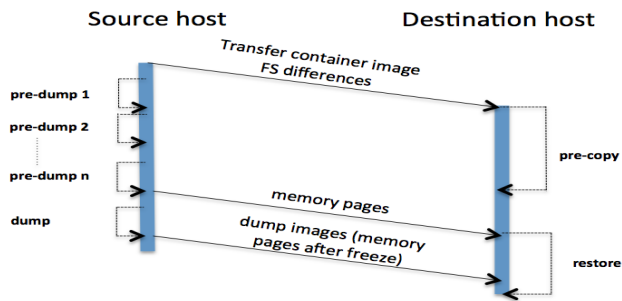 Source host
Destination host
Transfer container image
FS differences
pre-dump 1
pre-dump 2
pre-dump n
dump
pre-copy
memory pages
dump images (memory
pages after freeze)
restore